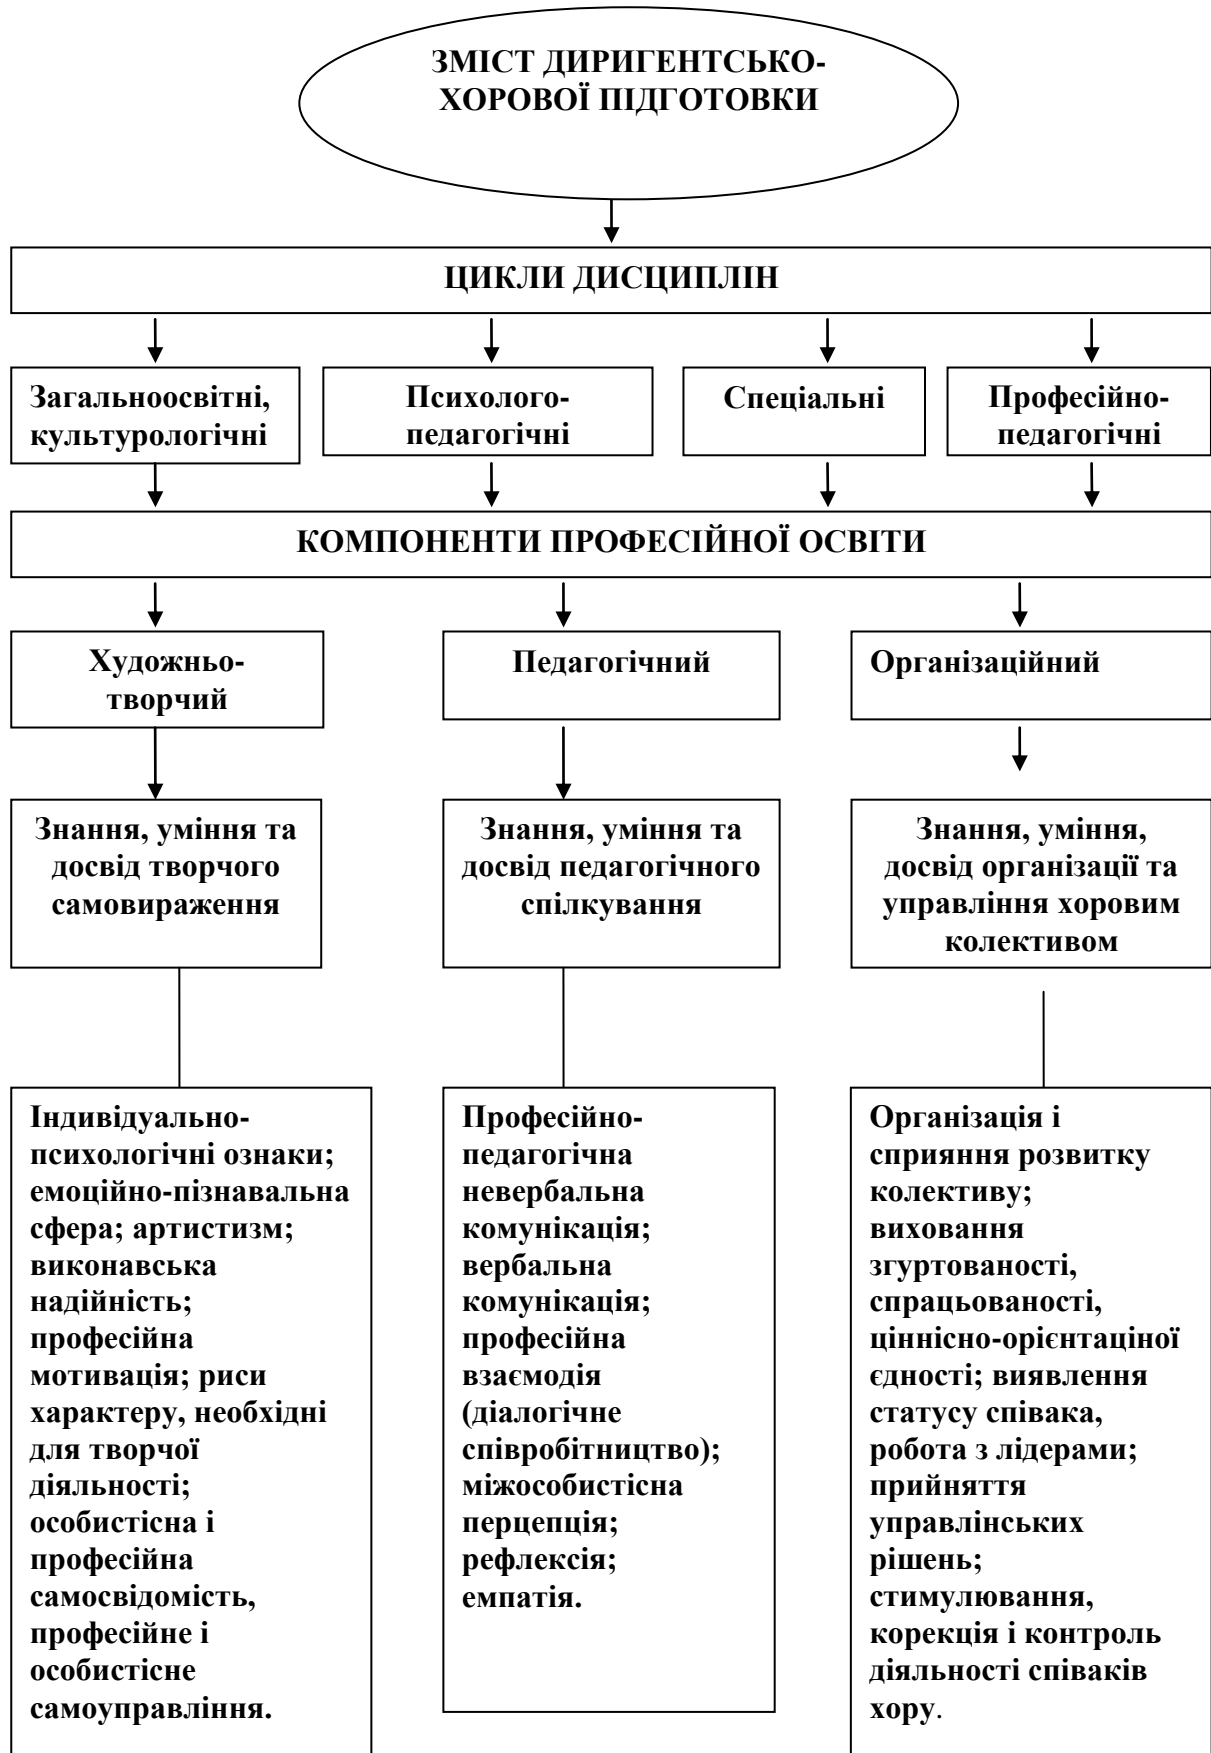 ЗМІСТ ДИРИГЕНТСЬКО-
ХОРОВОЇ ПІДГОТОВКИ
ЦИКЛИ ДИСЦИПЛІН
Загальноосвітні,
культурологічні
Психолого-
педагогічні
Спеціальні
Професійно-
педагогічні
КОМПОНЕНТИ ПРОФЕСІЙНОЇ ОСВІТИ
Художньо-
творчий
Педагогічний
Організаційний
Знання, уміння та
досвід творчого
самовираження
Знання, уміння та
досвід педагогічного
спілкування
Знання, уміння,
досвід організації та
управління хоровим
колективом
Індивідуально-
психологічні ознаки;
емоційно-пізнавальна
сфера; артистизм;
виконавська
надійність;
професійна
мотивація; риси
характеру, необхідні
для творчої
діяльності;
особистісна і
професійна
самосвідомість,
професійне і
особистісне
самоуправління.
Професійно-
педагогічна
невербальна
комунікація;
вербальна
комунікація;
професійна
взаємодія
(діалогічне
співробітництво);
міжособистісна
перцепція;
рефлексія;
емпатія.
Організація і
сприяння розвитку
колективу;
виховання
згуртованості,
спрацьованості,
ціннісно-орієнтаціної
єдності; виявлення
статусу співака,
робота з лідерами;
прийняття
управлінських
рішень;
стимулювання,
корекція і контроль
діяльності співаків
хору.